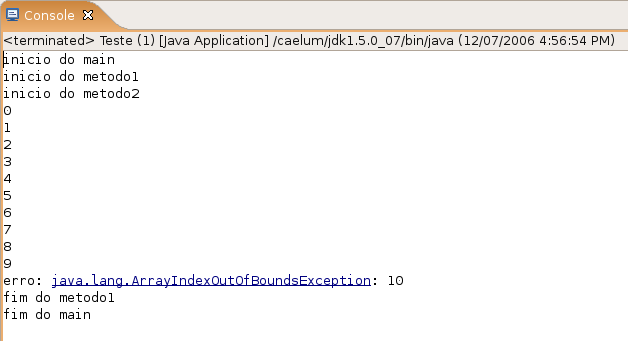 Console
<terminated> Teste (1) [Java Application] /caelum/jdk1.5.0_07/bin/java (12/07/2006 4:56:54 PM)
inicio do main
inicio do metodo1
inicio do metodo2
0
1
2
3
4
5
6
7
8
9
erro: java.lang.ArrayIndexOutOfBoundsException: 10
fim do metodo1
fim do main